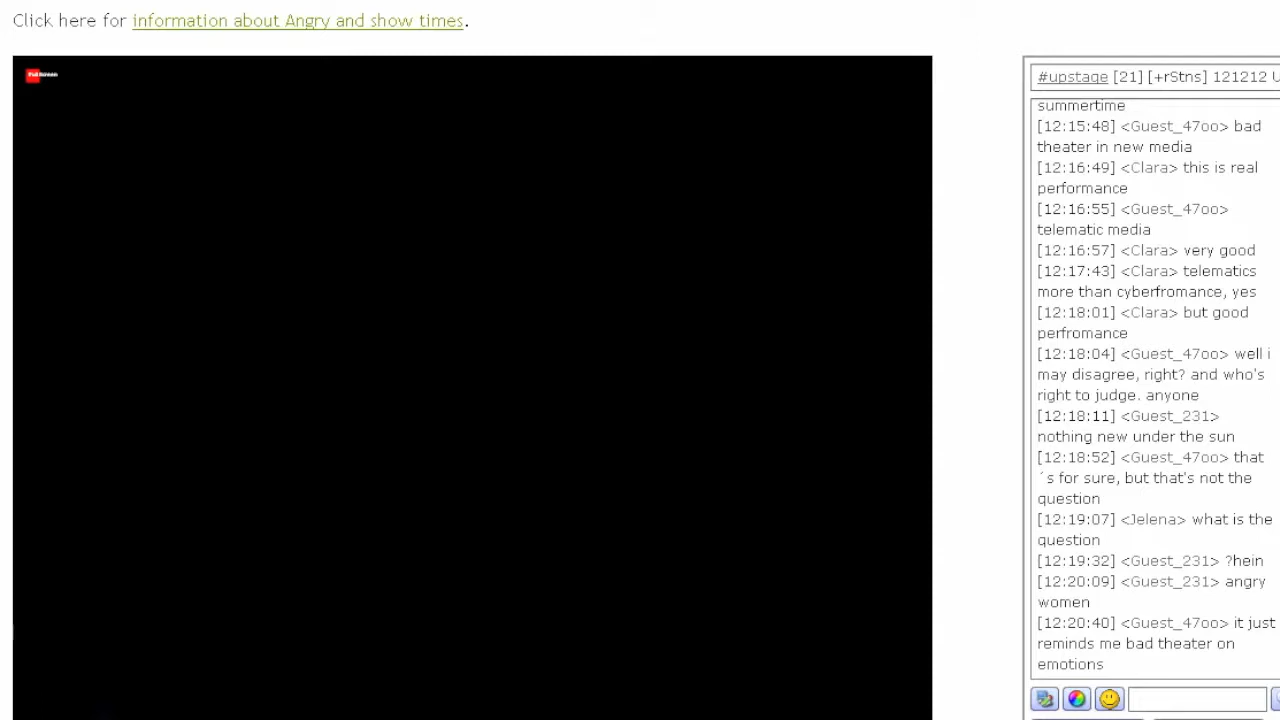 Click here for information about Angry and show times.
Full Screen
#upstage [21] [+rStns] 121212 U
summertime
[12:15:48] <Guest_47oo> bad
theater in new media
[12:16:49] <Clara> this is real
performance
[12:16:55] <Guest_47oo>
telematic media
[12:16:57] <Clara> very good
[12:17:43] <Clara> telematics
more than cyberfromance, yes
[12:18:01] <Clara> but good
perfromance
[12:18:04] <Guest_47oo> well i
may disagree, right? and who's
right to judge. anyone
[12:18:11] <Guest_231>
nothing new under the sun
[12:18:52] <Guest_47oo> that
´s for sure, but that's not the
question
[12:19:07] <Jelena> what is the
question
[12:19:32] <Guest_231> ?hein
[12:20:09] <Guest_231> angry
women
[12:20:40] <Guest_47oo> it just
reminds me bad theater on
emotions